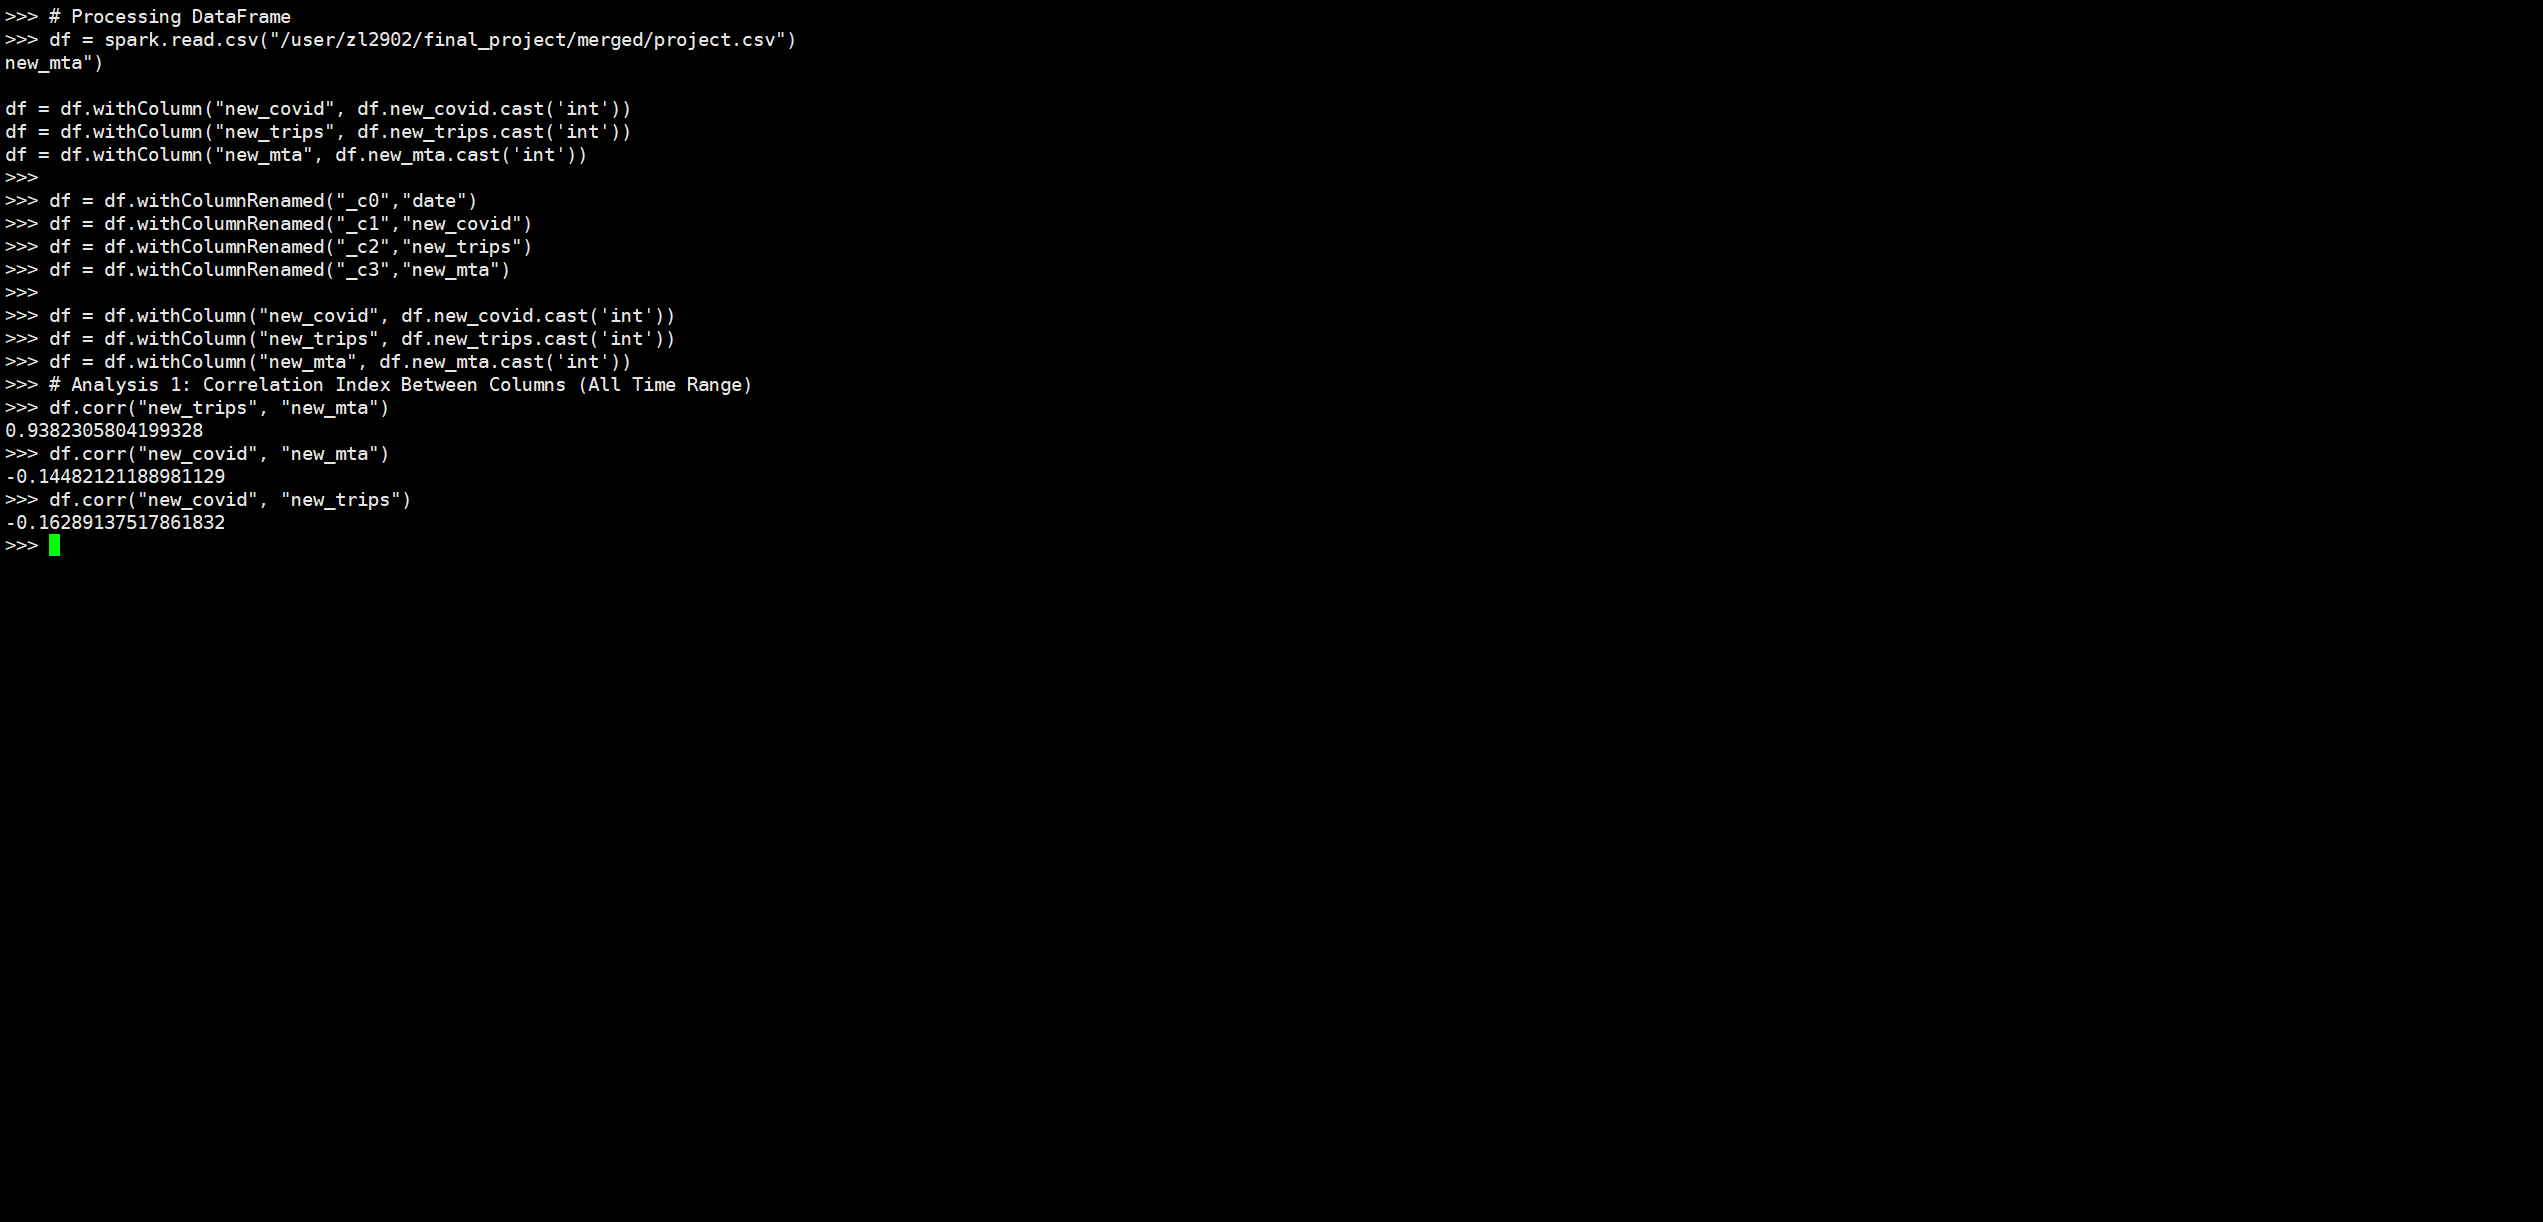 >>> # Processing DataFrame
>>> df = spark.read.csv("/user/zl2902/final_project/merged/project.csv")
new_mta")
df = df.withColumn("new_covid", df.new_covid.cast('int'))
df = df.withColumn("new_trips", df.new_trips.cast('int'))
df = df.withColumn("new_mta", df.new_mta.cast('int'))
>>>
>>> df = df.withColumnRenamed("_c0","date")
>>> df = df.withColumnRenamed("_c1","new_covid")
>>> df = df.withColumnRenamed("_c2","new_trips")
>>> df = df.withColumnRenamed("_c3","new_mta")
>>>
>>> df = df.withColumn("new_covid", df.new_covid.cast('int'))
>>> df = df.withColumn("new_trips", df.new_trips.cast('int'))
>>> df = df.withColumn("new_mta", df.new_mta.cast('int'))
>>> # Analysis 1: Correlation Index Between Columns (All Time Range)
>>> df.corr("new_trips", "new_mta")
0.9382305804199328
>>> df.corr("new_covid", "new_mta")
-0.14482121188981129
>>> df.corr("new_covid", "new_trips")
-0.16289137517861832
>>>